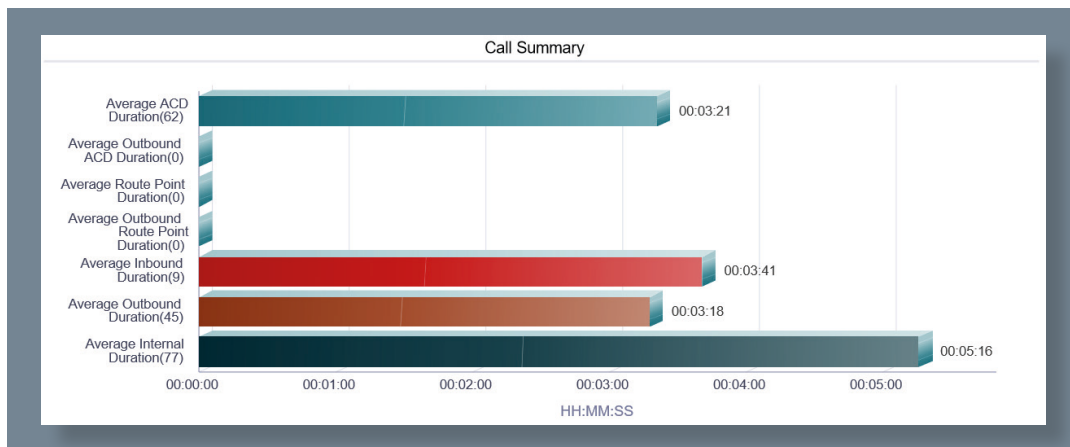 Call Summary
Average ACD
Duration(62)
00:03:21
Average Outbound
ACD Duration(0)
Average Route Point
Duration(0)
Average Outbound
Route Point
Duration(0)
Average Inbound
Duration(9)
00:03:41
Average Outbound
Duration(45)
00:03:18
Average Internal
Duration(77)
00:05:16
00:00:00 00:01:00 00:02:00 00:03:00 00:04:00 00:05:00
HH:MM:SS